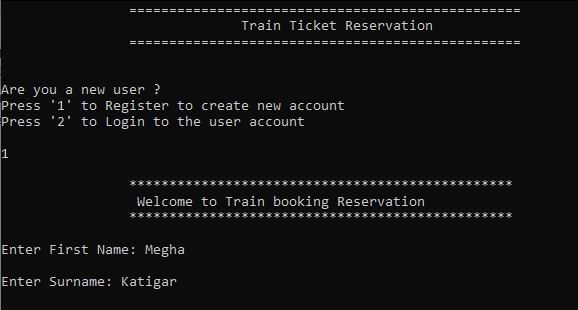 =================================================
Train Ticket Reservation
=================================================
Are you a new user ?
Press '1' to Register to create new account
Press '2' to Login to the user account
1
************************************************
Welcome to Train booking Reservation
************************************************
Enter First Name: Megha
Enter Surname: Katigar